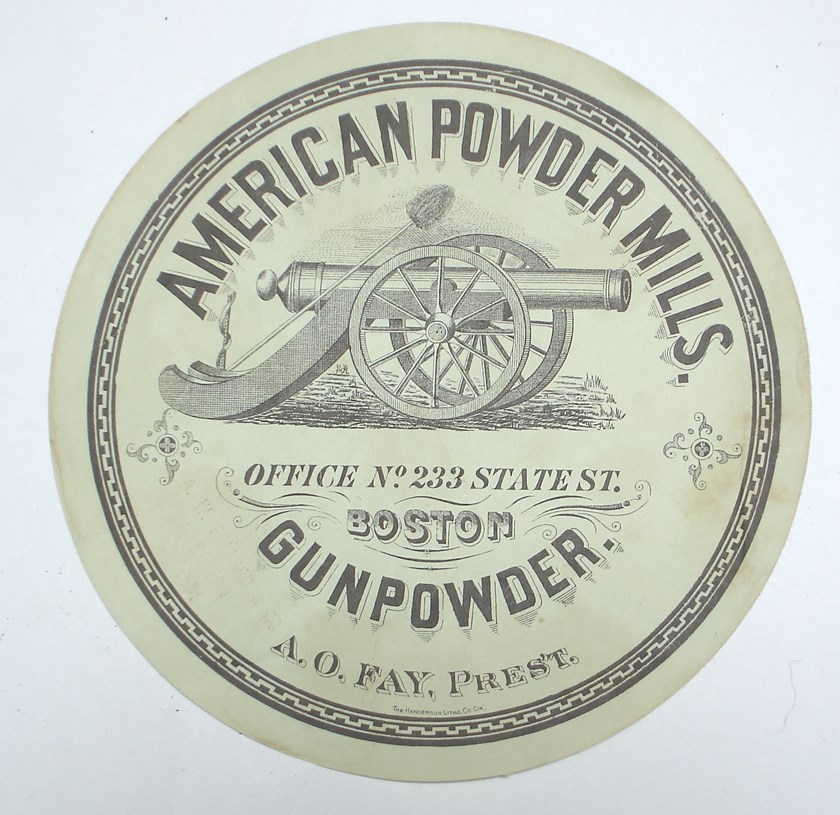 AMERICAN POWDER MILLS.
OFFICE No. 233 STATE ST.
BOSTON
GUNPOWDER.
A. O. FAY, PREST.
THE HENDERSON LITHO. CO. CIN.